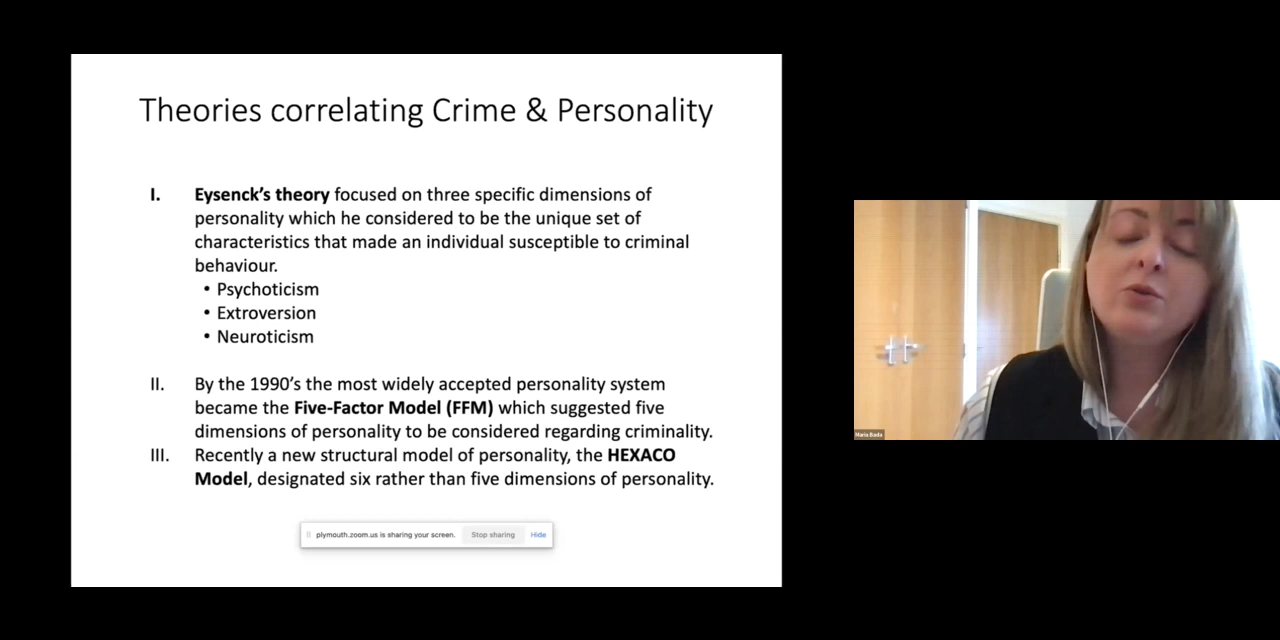 Theories correlating Crime & Personality
I. Eysenck’s theory focused on three specific dimensions of
personality which he considered to be the unique set of
characteristics that made an individual susceptible to criminal
behaviour.
• Psychoticism
• Extroversion
• Neuroticism
II. By the 1990’s the most widely accepted personality system
became the Five-Factor Model (FFM) which suggested five
dimensions of personality to be considered regarding criminality.
III. Recently a new structural model of personality, the HEXACO
Model, designated six rather than five dimensions of personality.
plymouth.zoom.us is sharing your screen. Stop sharing Hide
Maria Bada